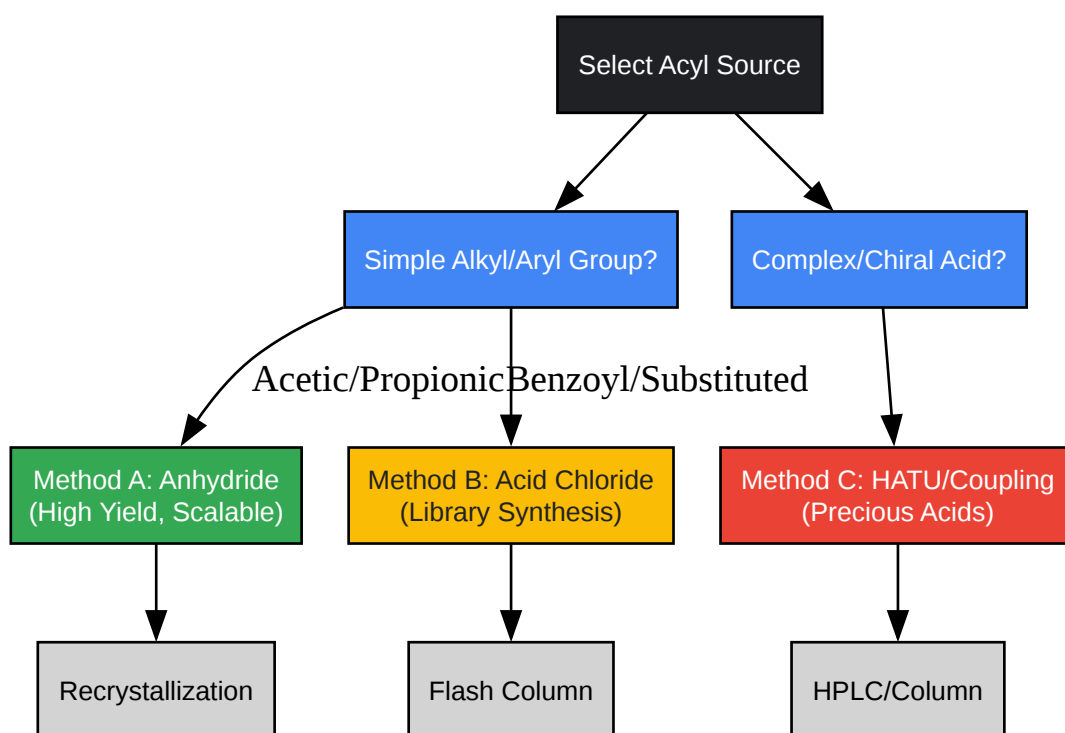 Select Acyl Source
Simple Alkyl/Aryl Group?
Complex/Chiral Acid?
Acetic/Propionic
Benzoyl/Substituted
Method A: Anhydride
(High Yield, Scalable)
Method B: Acid Chloride
(Library Synthesis)
Method C: HATU/Coupling
(Precious Acids)
Recrystallization
Flash Column
HPLC/Column